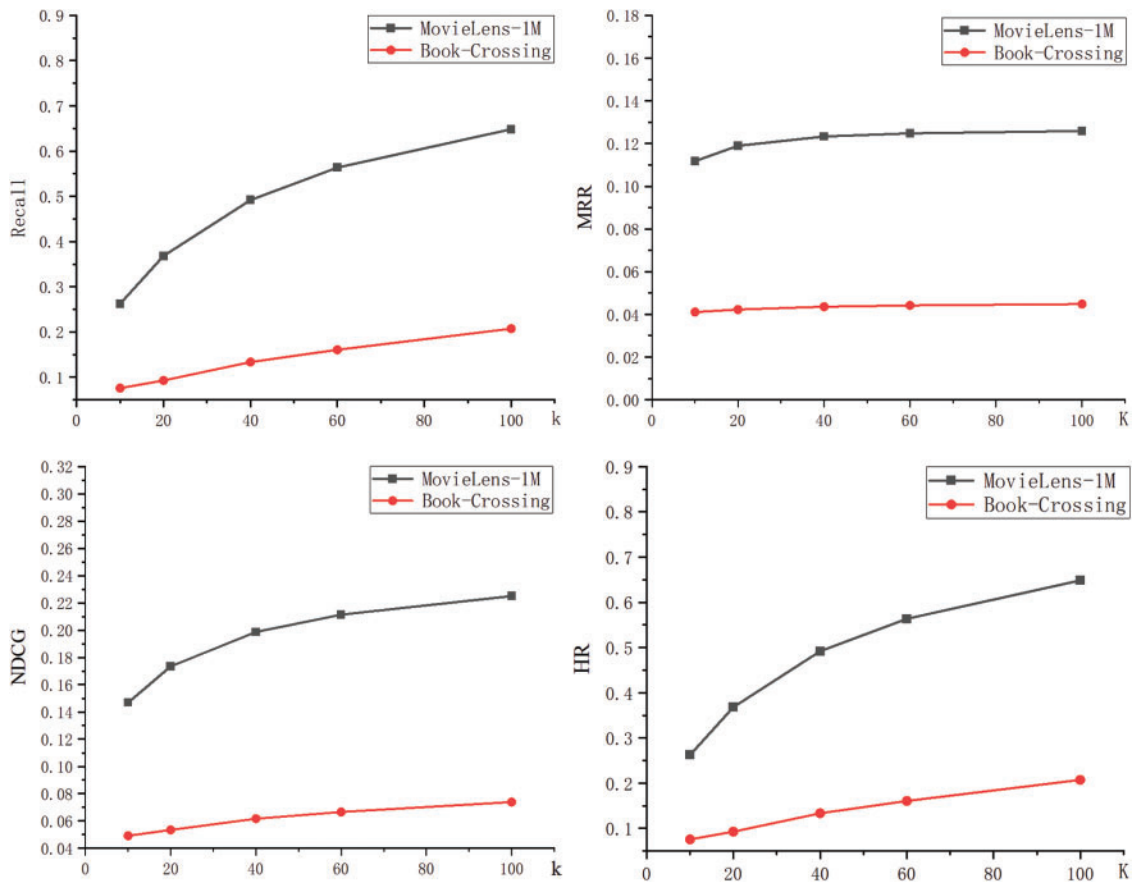 0.9
0.8
0.7
0.6
0.5
0.4
0.3
0.2
0.1
Recall
MovieLens-1M
Book-Crossing
0 20 40 60 80 100 k
0.18
0.16
0.14
0.12
0.10
0.08
0.06
0.04
0.02
0.00
MRR
MovieLens-1M
Book-Crossing
0 20 40 60 80 100 K
0.32
0.30
0.28
0.26
0.24
0.22
0.20
0.18
0.16
0.14
0.12
0.10
0.08
0.06
0.04
NDCG
MovieLens-1M
Book-Crossing
0 20 40 60 80 100 k
0.9
0.8
0.7
0.6
0.5
0.4
0.3
0.2
0.1
HR
MovieLens-1M
Book-Crossing
0 20 40 60 80 100 K